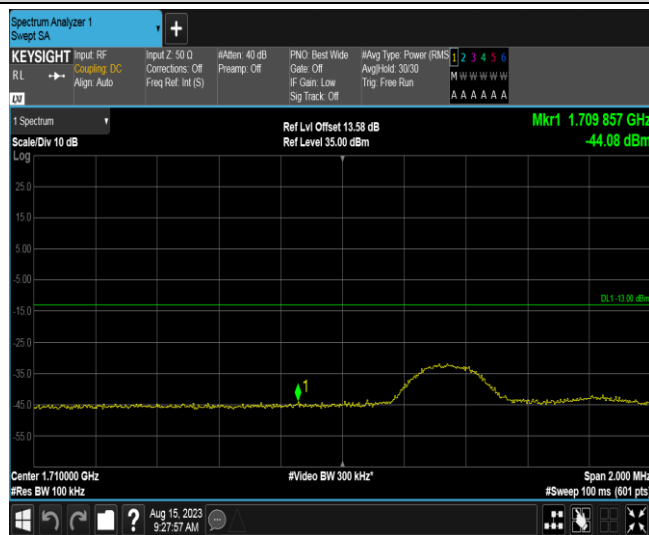 Spectrum Analyzer 1
Swept SA
+
KEYSIGHT
RL
LXI
Input: RF
Coupling: DC
Align: Auto
Input Z: 50 Ω
Corrections: Off
Freq Ref: Int (S)
#Atten: 40 dB
Preamp: Off
PNO: Best Wide
Gate: Off
IF Gain: Low
Sig Track: Off
#Avg Type: Power (RMS
Avg|Hold: 30/30
Trig: Free Run
1 2 3 4 5 6
M W W W W W
A A A A A A
1 Spectrum
Scale/Div 10 dB
Log
Ref Lvl Offset 13.58 dB
Ref Level 35.00 dBm
Mkr1 1.709 857 GHz
-44.08 dBm
25.0
15.0
5.00
-5.00
-15.0
-25.0
-35.0
-45.0
-55.0
DL1 -13.00 dBm
1
Center 1.710000 GHz
#Res BW 100 kHz
#Video BW 300 kHz*
Span 2.000 MHz
#Sweep 100 ms (601 pts)
?
Aug 15, 2023
9:27:57 AM